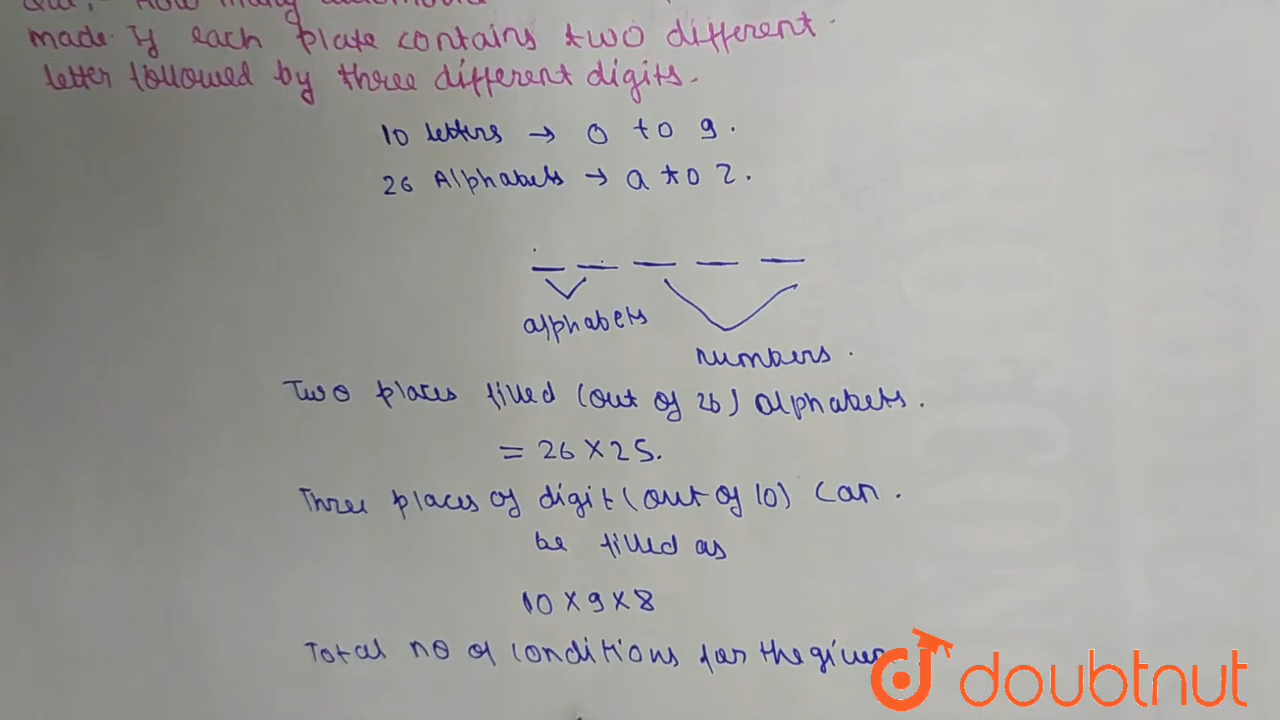 made. If each plate contains two different
letter followed by three different digits.
10 letters → 0 to 9.
26 Alphabets → a to z.
alphabets
numbers.
Two places filled (out of 26) alphabets.
= 26 × 25.
Three places of digit (out of 10) can.
be filled as
10 × 9 × 8
Total no of conditions for the given
doubtnut